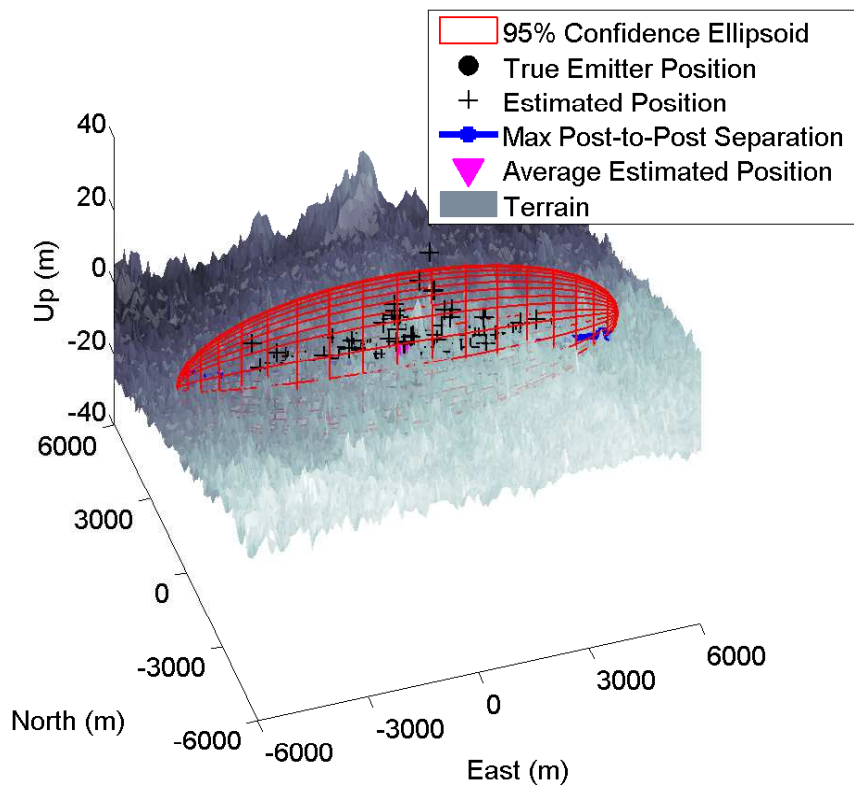 95% Confidence Ellipsoid
True Emitter Position
Estimated Position
Max Post-to-Post Separation
Average Estimated Position
Terrain
40
20
0
-20
-40
Up (m)
6000
3000
0
-3000
-6000
North (m)
-6000
-3000
0
3000
6000
East (m)